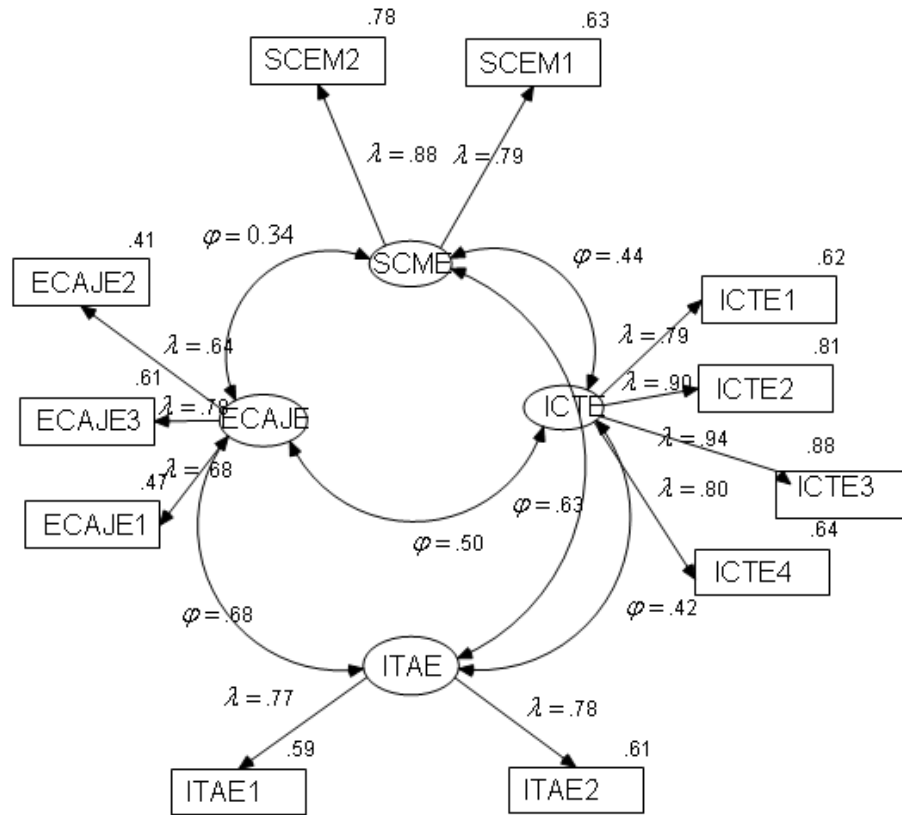 .78
.63
SCEM2
SCEM1
λ = .88
λ = .79
φ = 0.34
SCME
φ = .44
.41
ECAJE2
.62
ICTE1
λ = .64
λ = .79
.81
.61
ECAJE3
λ = .78
ECAJE
ICTE
λ = .90
ICTE2
λ = .94
.88
.47
λ = .68
ICTE3
ECAJE1
φ = .63
λ = .80
.64
φ = .50
ICTE4
φ = .68
φ = .42
ITAE
λ = .77
λ = .78
.59
.61
ITAE1
ITAE2